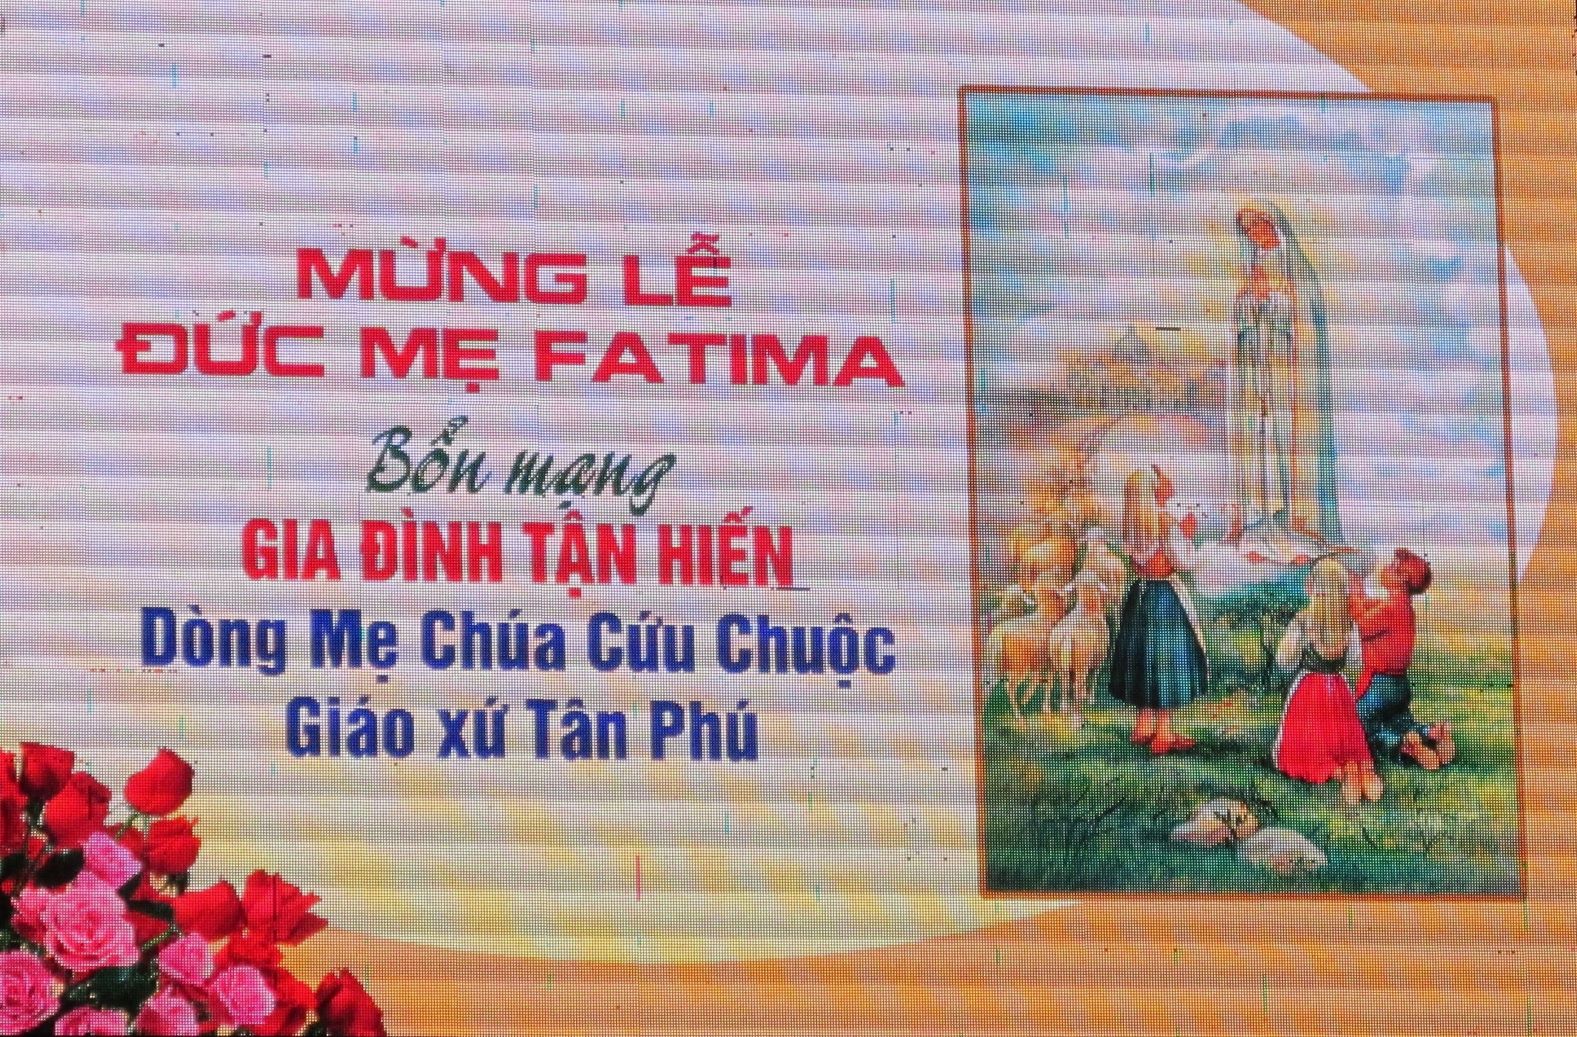 MỪNG LỄ
ĐỨC MẸ FATIMA
Bổn mạng
GIA ĐÌNH TẬN HIẾN
Dòng Mẹ Chúa Cứu Chuộc
Giáo xứ Tân Phú